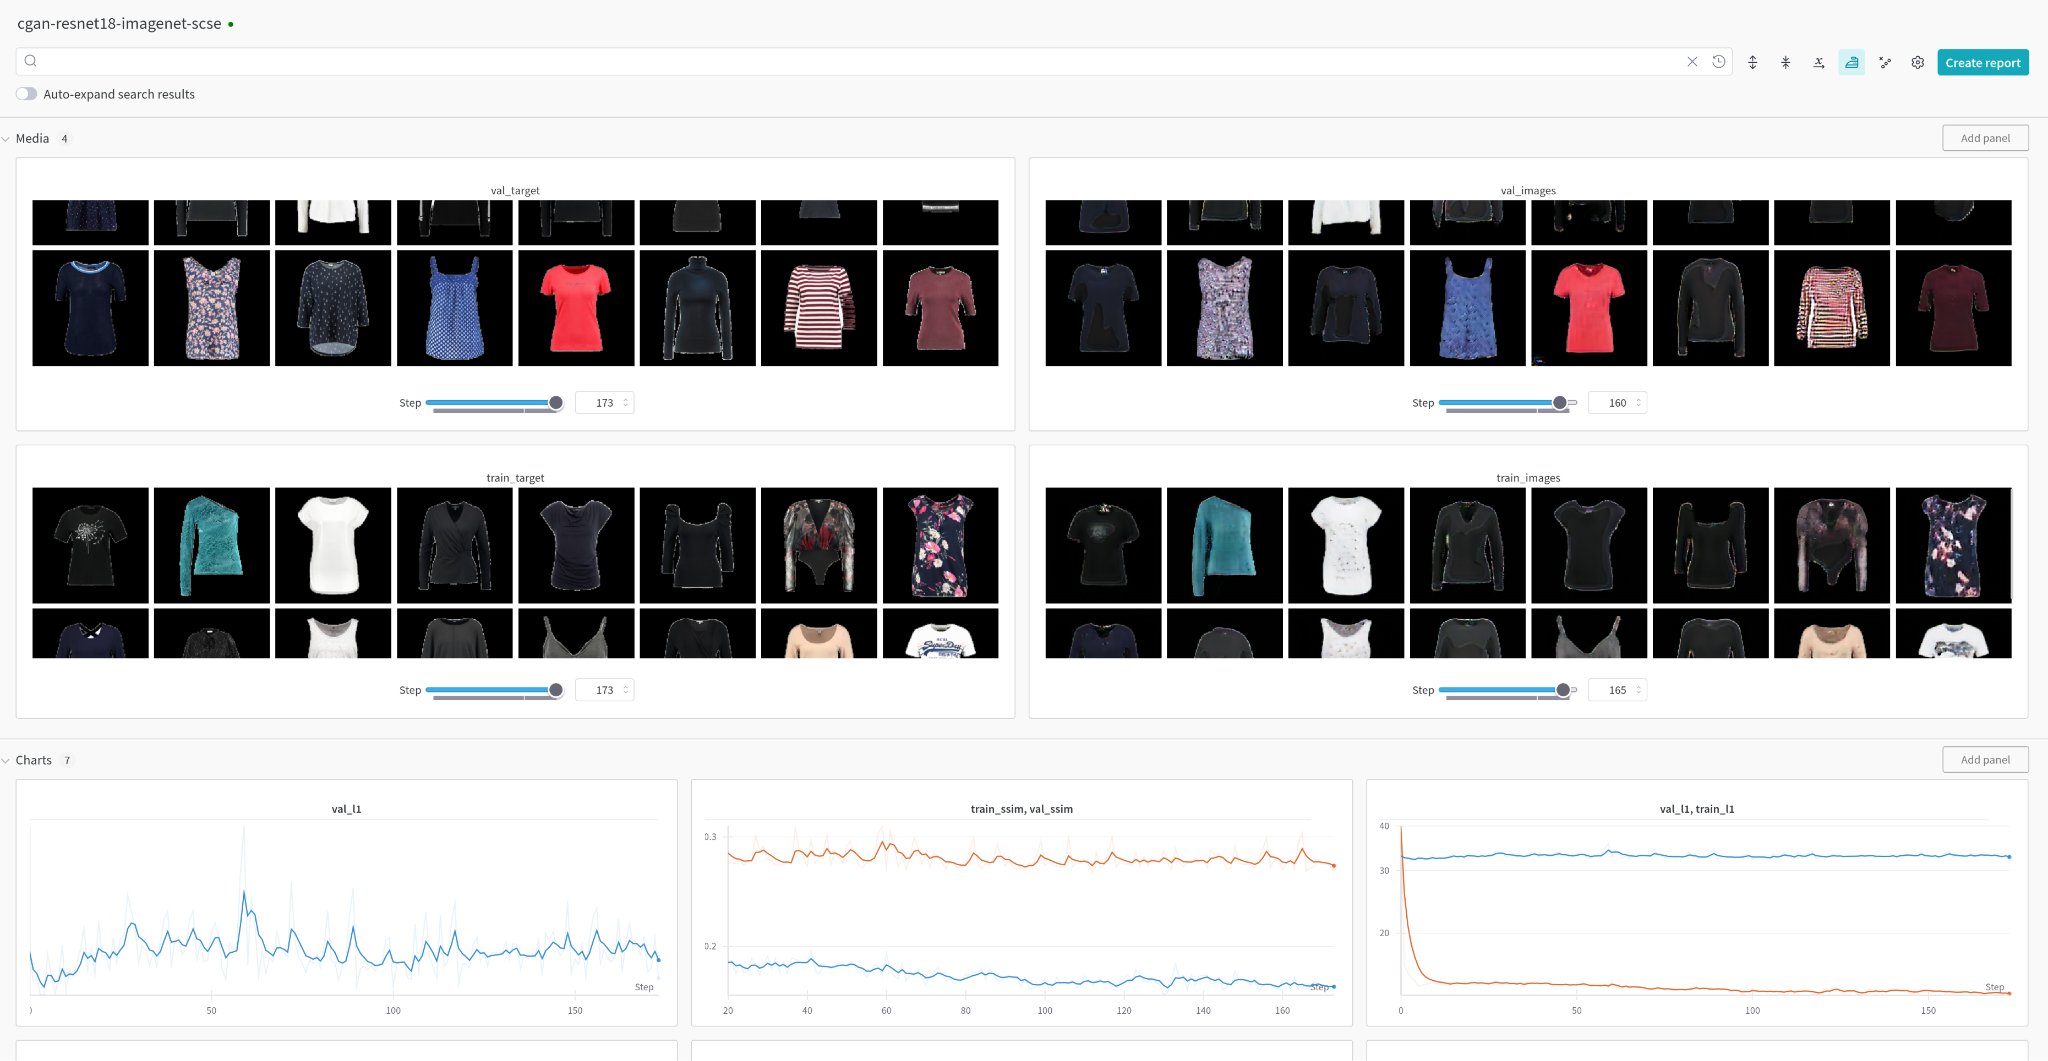 cgan-resnet18-imagenet-scse
Create report
Auto-expand search results
Media 4
Add panel
val_target
val_images
Step 173
Step 160
train_target
train_images
Step 173
Step 165
Charts 7
Add panel
val_l1
Step
50 100 150
train_ssim, val_ssim
0.3
0.2
Step
20 40 60 80 100 120 140 160
val_l1, train_l1
40
30
20
Step
0 50 100 150